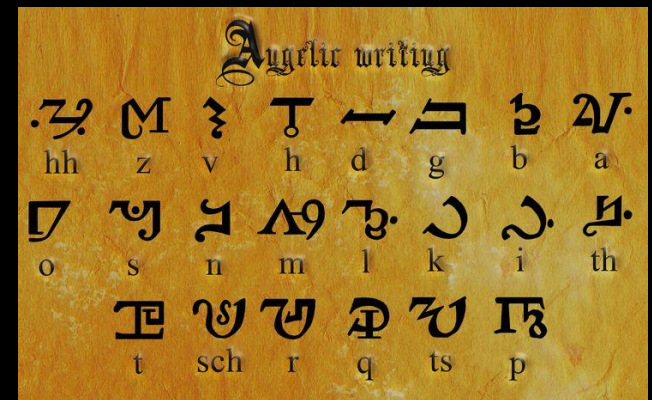 Angelic writing
hh z v h d g b a
o s n m l k i th
t sch r q ts p